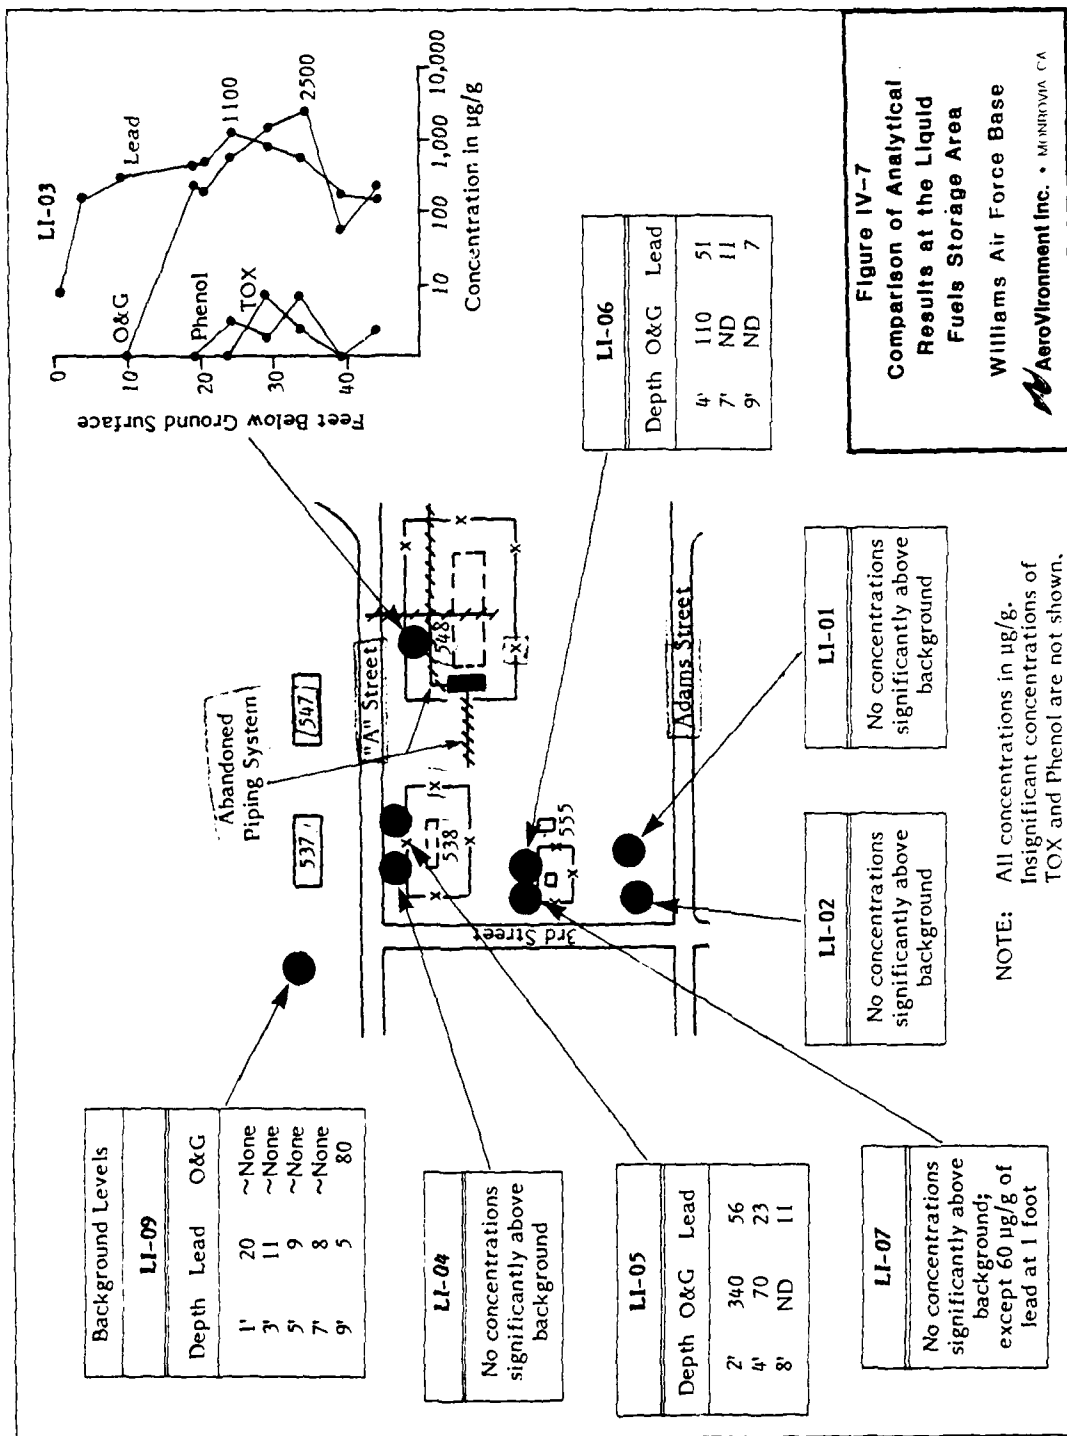 Background Levels
LI-09
Depth Lead O&G
1' 20 ~None
3' 11 ~None
5' 9 ~None
7' 8 ~None
9' 5 80
LI-04
No concentrations
significantly above
background
LI-05
Depth O&G Lead
2' 340 56
4' 70 23
8' ND 11
LI-07
No concentrations
significantly above
background;
except 60 µg/g of
lead at 1 foot
Abandoned
Piping System
537
547
"A" Street
538
548
555
3rd Street
Adams Street
LI-03
Feet Below Ground Surface
0
10
20
30
40
O&G
Phenol
TOX
Lead
1100
2500
10
100
1,000
10,000
Concentration in µg/g
LI-06
Depth O&G Lead
4' 110 51
7' ND 11
9' ND 7
LI-02
No concentrations
significantly above
background
LI-01
No concentrations
significantly above
background
NOTE: All concentrations in µg/g.
Insignificant concentrations of
TOX and Phenol are not shown.
Figure IV-7
Comparison of Analytical
Results at the Liquid
Fuels Storage Area
Williams Air Force Base
AeroVironment Inc. • MONROVIA CA